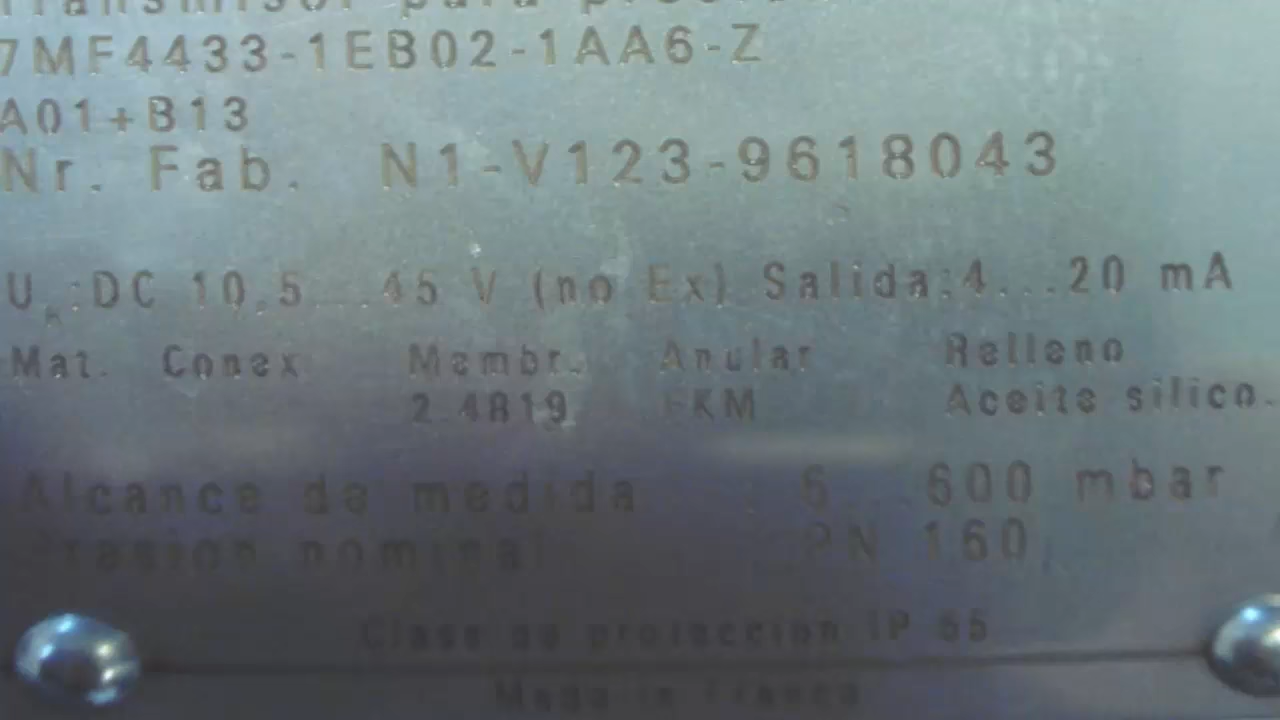 Transmisor para
7MF4433-1EB02-1AA6-Z
A01+B13
Nr. Fab. N1-V123-9618043
U :DC 10,5...45 V (no Ex) Salida:4...20 mA
Mat. Conex Membr. Anular Relleno
2.4819 FKM Aceite silico.
Alcance de medida 6...600 mbar
Presion nominal PN 160
Clase de proteccion IP 65
Made in France